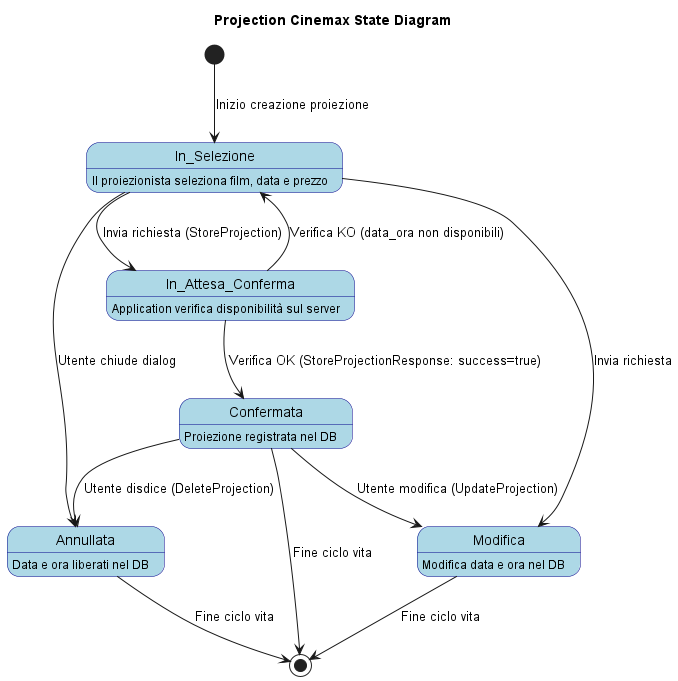 Projection Cinemax State Diagram
Inizio creazione proiezione
In_Selezione
Il proiezionista seleziona film, data e prezzo
Invia richiesta (StoreProjection)
Verifica KO (data_ora non disponibili)
In_Attesa_Conferma
Application verifica disponibilità sul server
Utente chiude dialog
Verifica OK (StoreProjectionResponse: success=true)
Invia richiesta
Confermata
Proiezione registrata nel DB
Utente disdice (DeleteProjection)
Utente modifica (UpdateProjection)
Annullata
Data e ora liberati nel DB
Fine ciclo vita
Modifica
Modifica data e ora nel DB
Fine ciclo vita
Fine ciclo vita